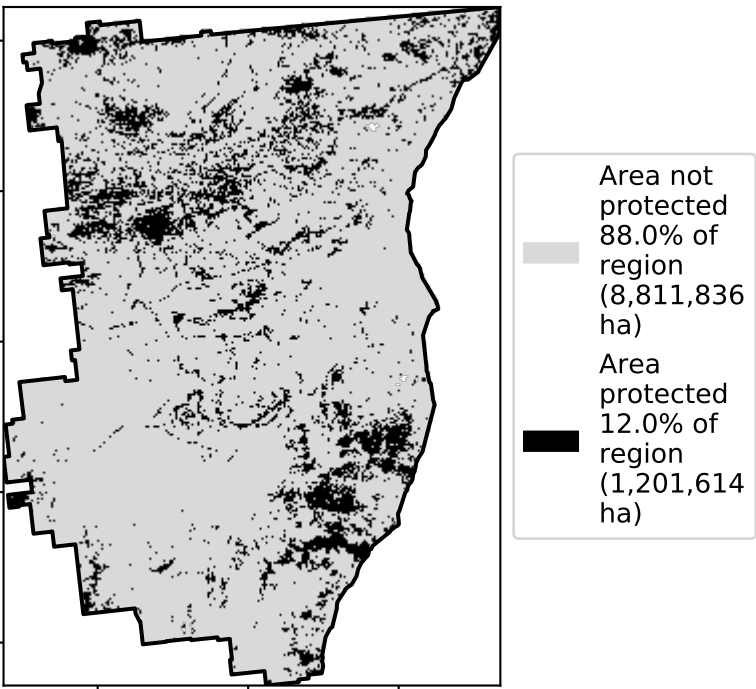 Area not
protected
88.0% of
region
(8,811,836
ha)
Area
protected
12.0% of
region
(1,201,614
ha)